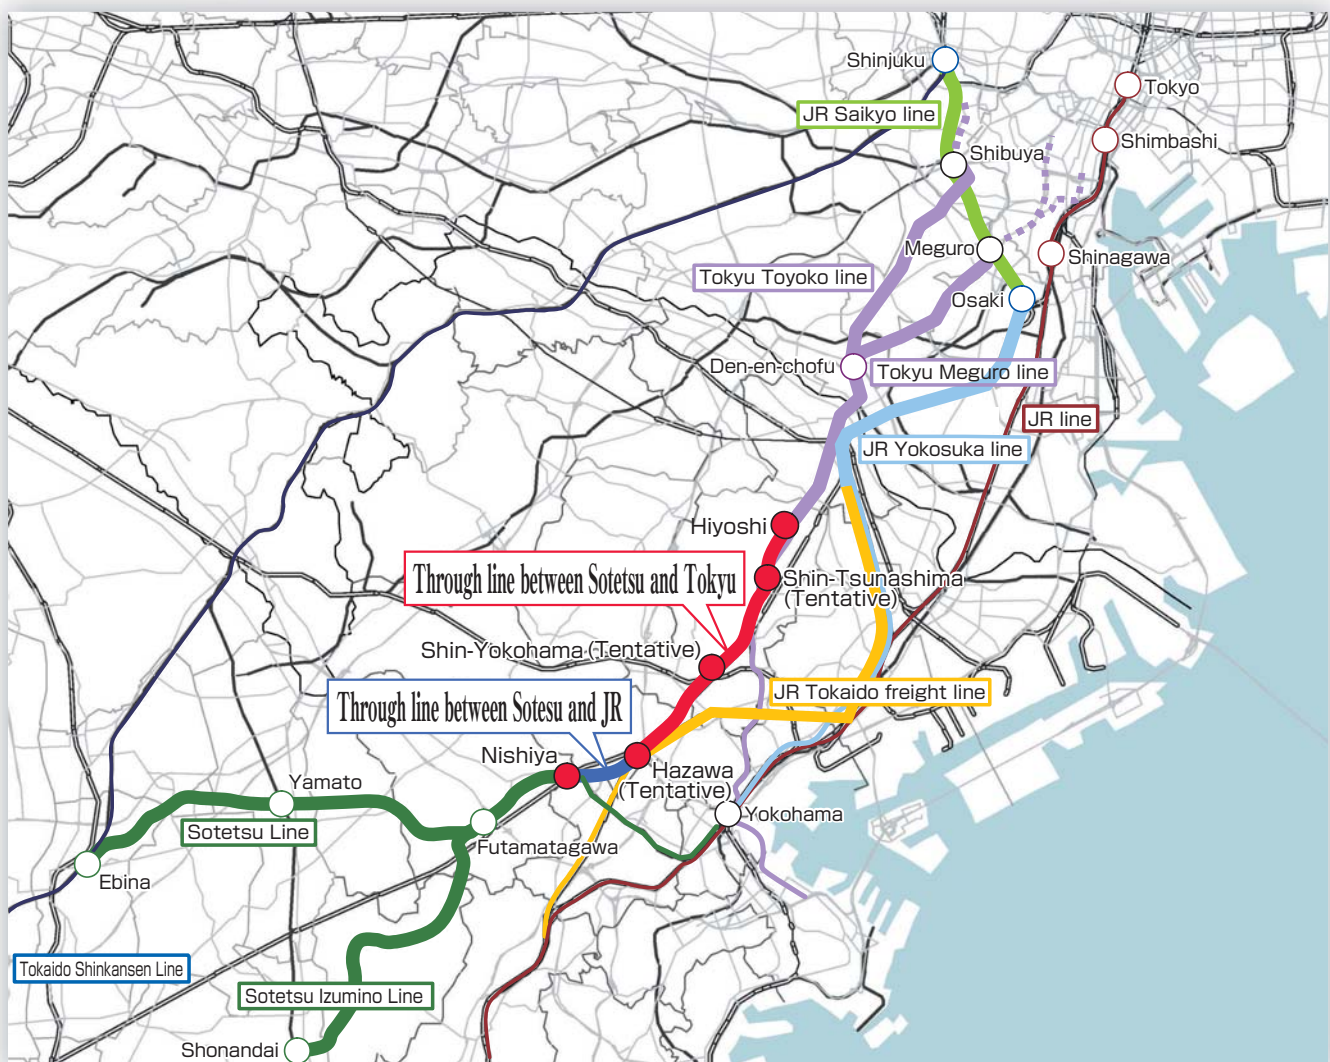 Shinjuku
Tokyo
JR Saikyo line
Shimbashi
Shibuya
Meguro
Shinagawa
Tokyu Toyoko line
Osaki
Den-en-chofu
Tokyu Meguro line
JR line
JR Yokosuka line
Hiyoshi
Through line between Sotetsu and Tokyu
Shin-Tsunashima
(Tentative)
Shin-Yokohama (Tentative)
JR Tokaido freight line
Through line between Sotesu and JR
Nishiya
Hazawa
(Tentative)
Yamato
Yokohama
Sotetsu Line
Futamatagawa
Ebina
Tokaido Shinkansen Line
Sotetsu Izumino Line
Shonandai